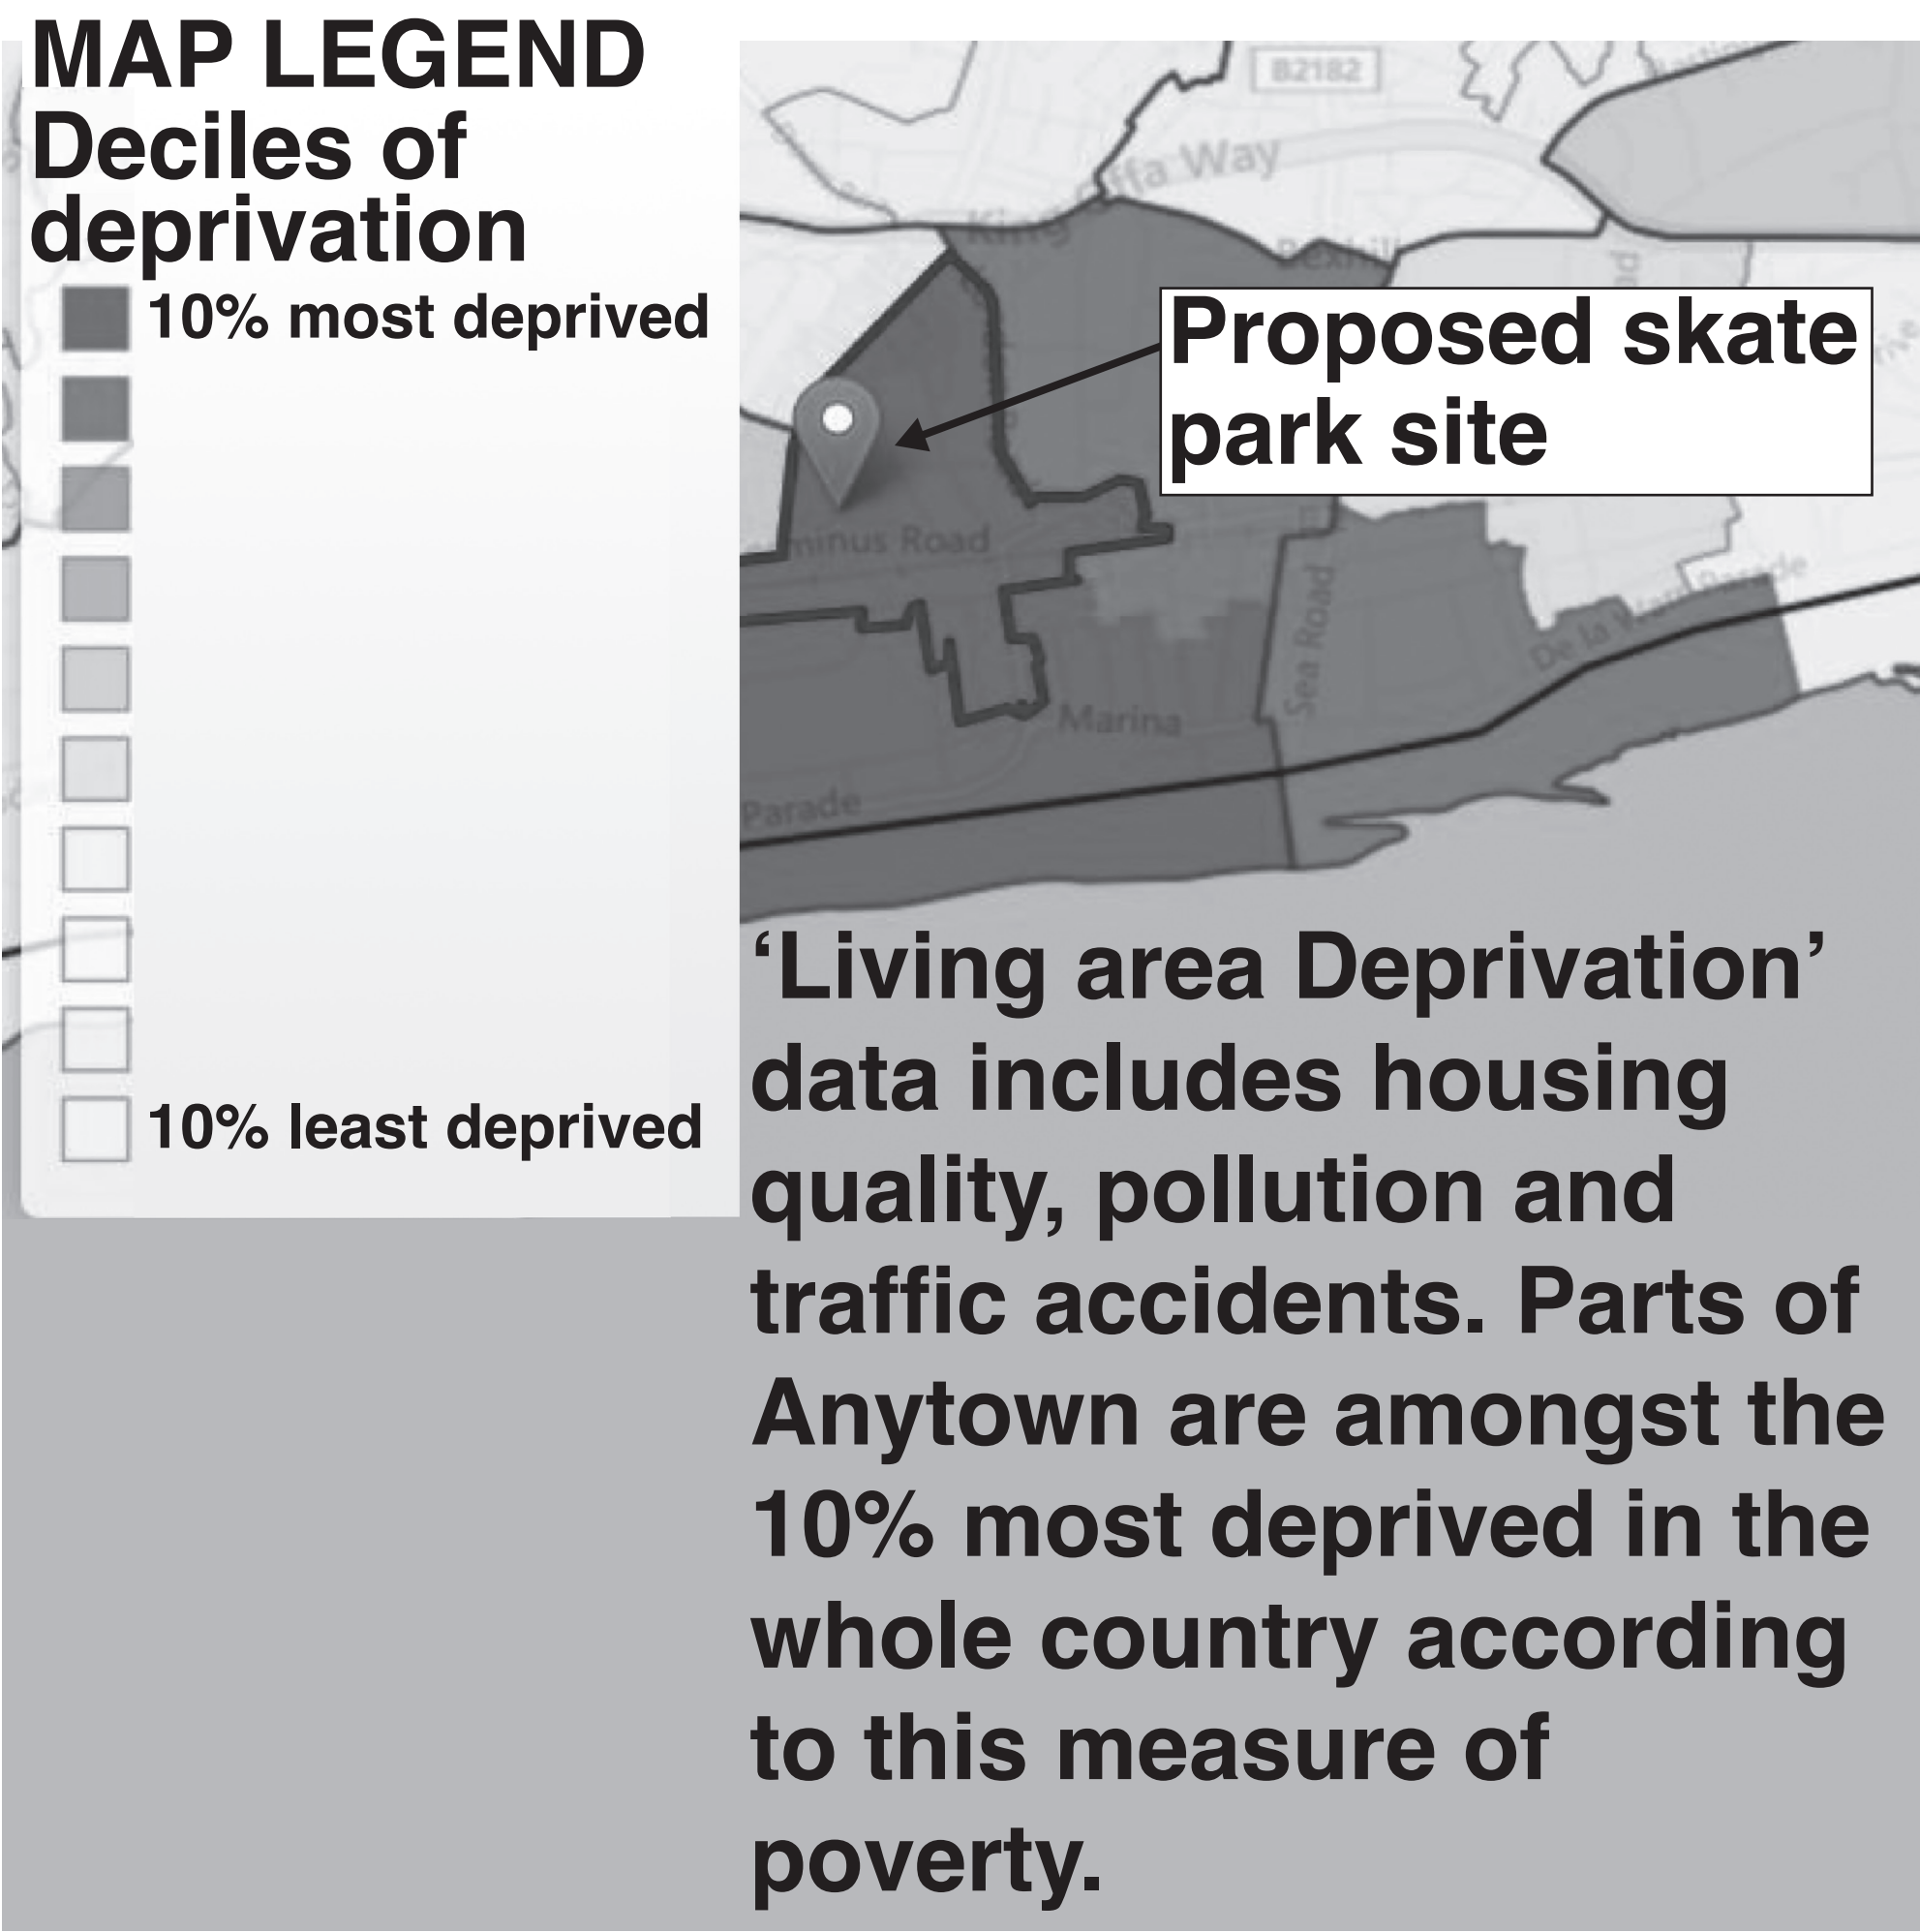 MAP LEGEND
Deciles of
deprivation
10% most deprived
10% least deprived
B2182
Way
Proposed skate
park site
Road
Sea Road
De la Warr Parade
Marina
Parade
‘Living area Deprivation’
data includes housing
quality, pollution and
traffic accidents. Parts of
Anytown are amongst the
10% most deprived in the
whole country according
to this measure of
poverty.